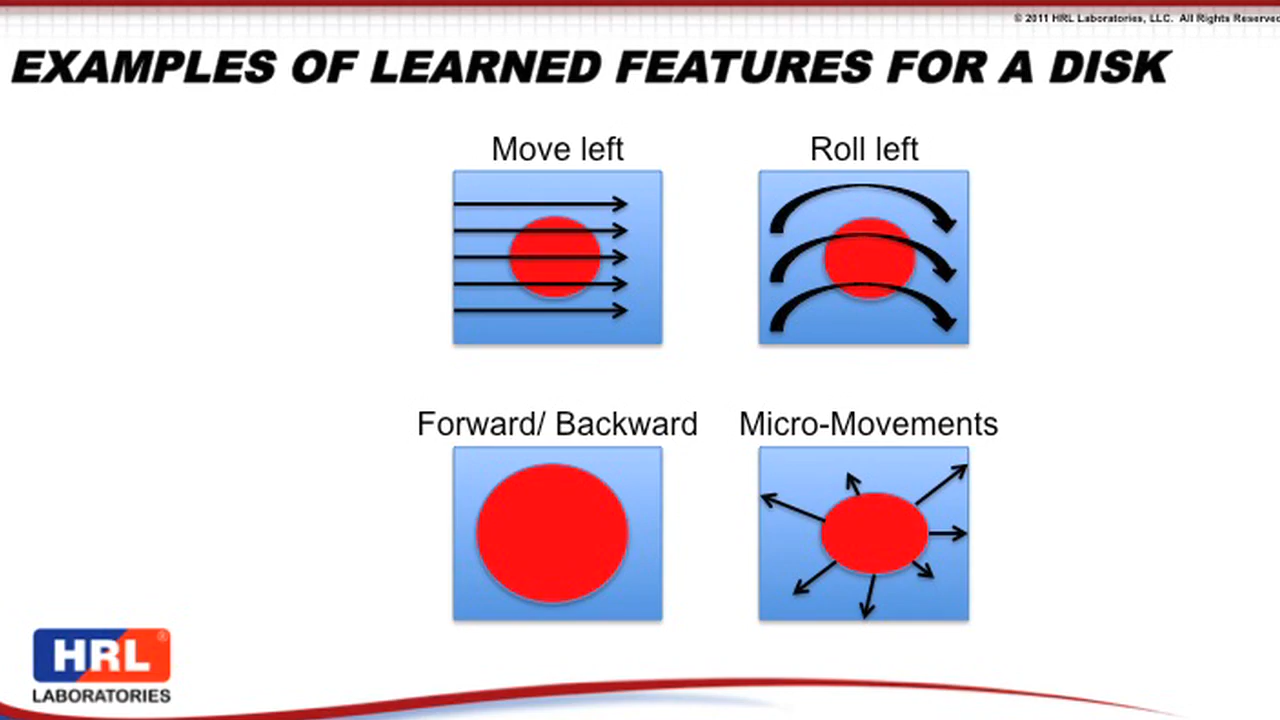 © 2011 HRL Laboratories, LLC. All Rights Reserved
EXAMPLES OF LEARNED FEATURES FOR A DISK
Move left
Roll left
Forward/ Backward
Micro-Movements
HRL®
LABORATORIES